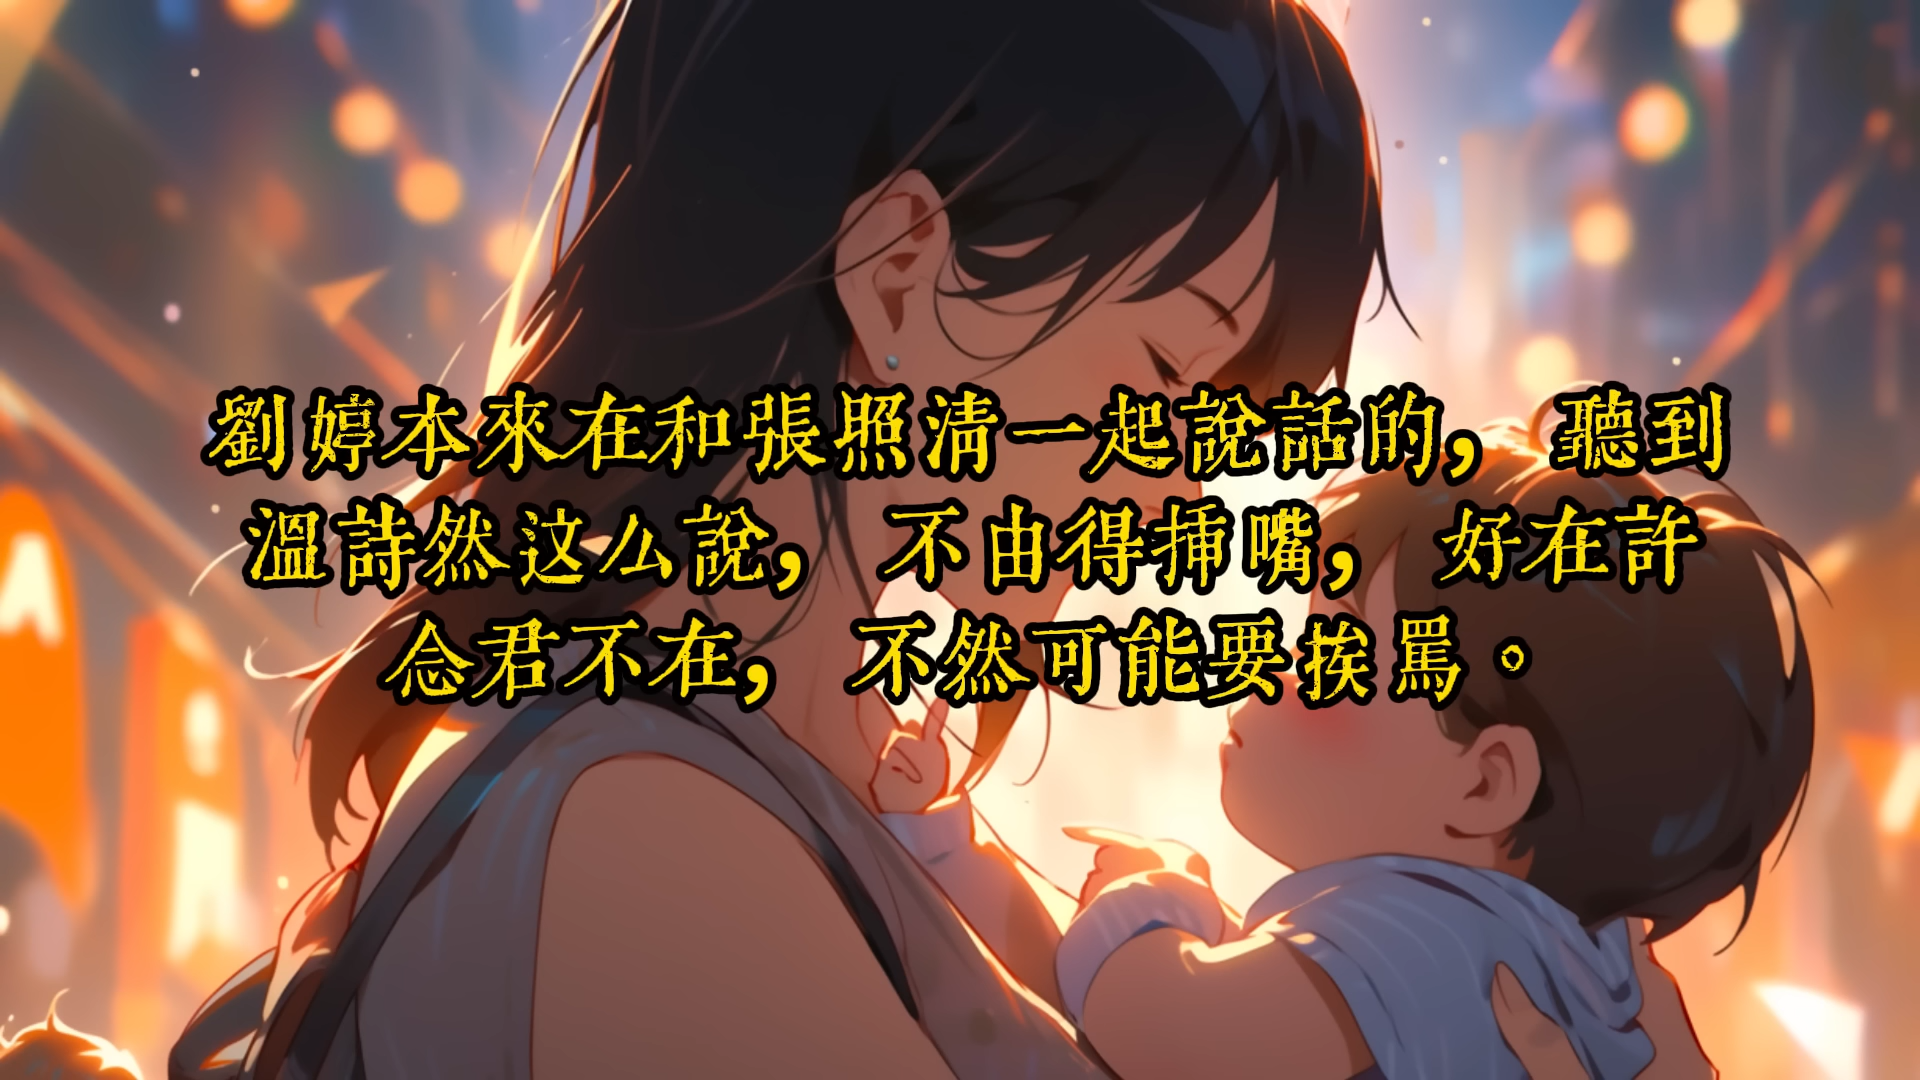 劉婷本來在和張照清一起說話的，聽到
溫詩然这么說，不由得揷嘴，好在許
念君不在，不然可能要挨罵。